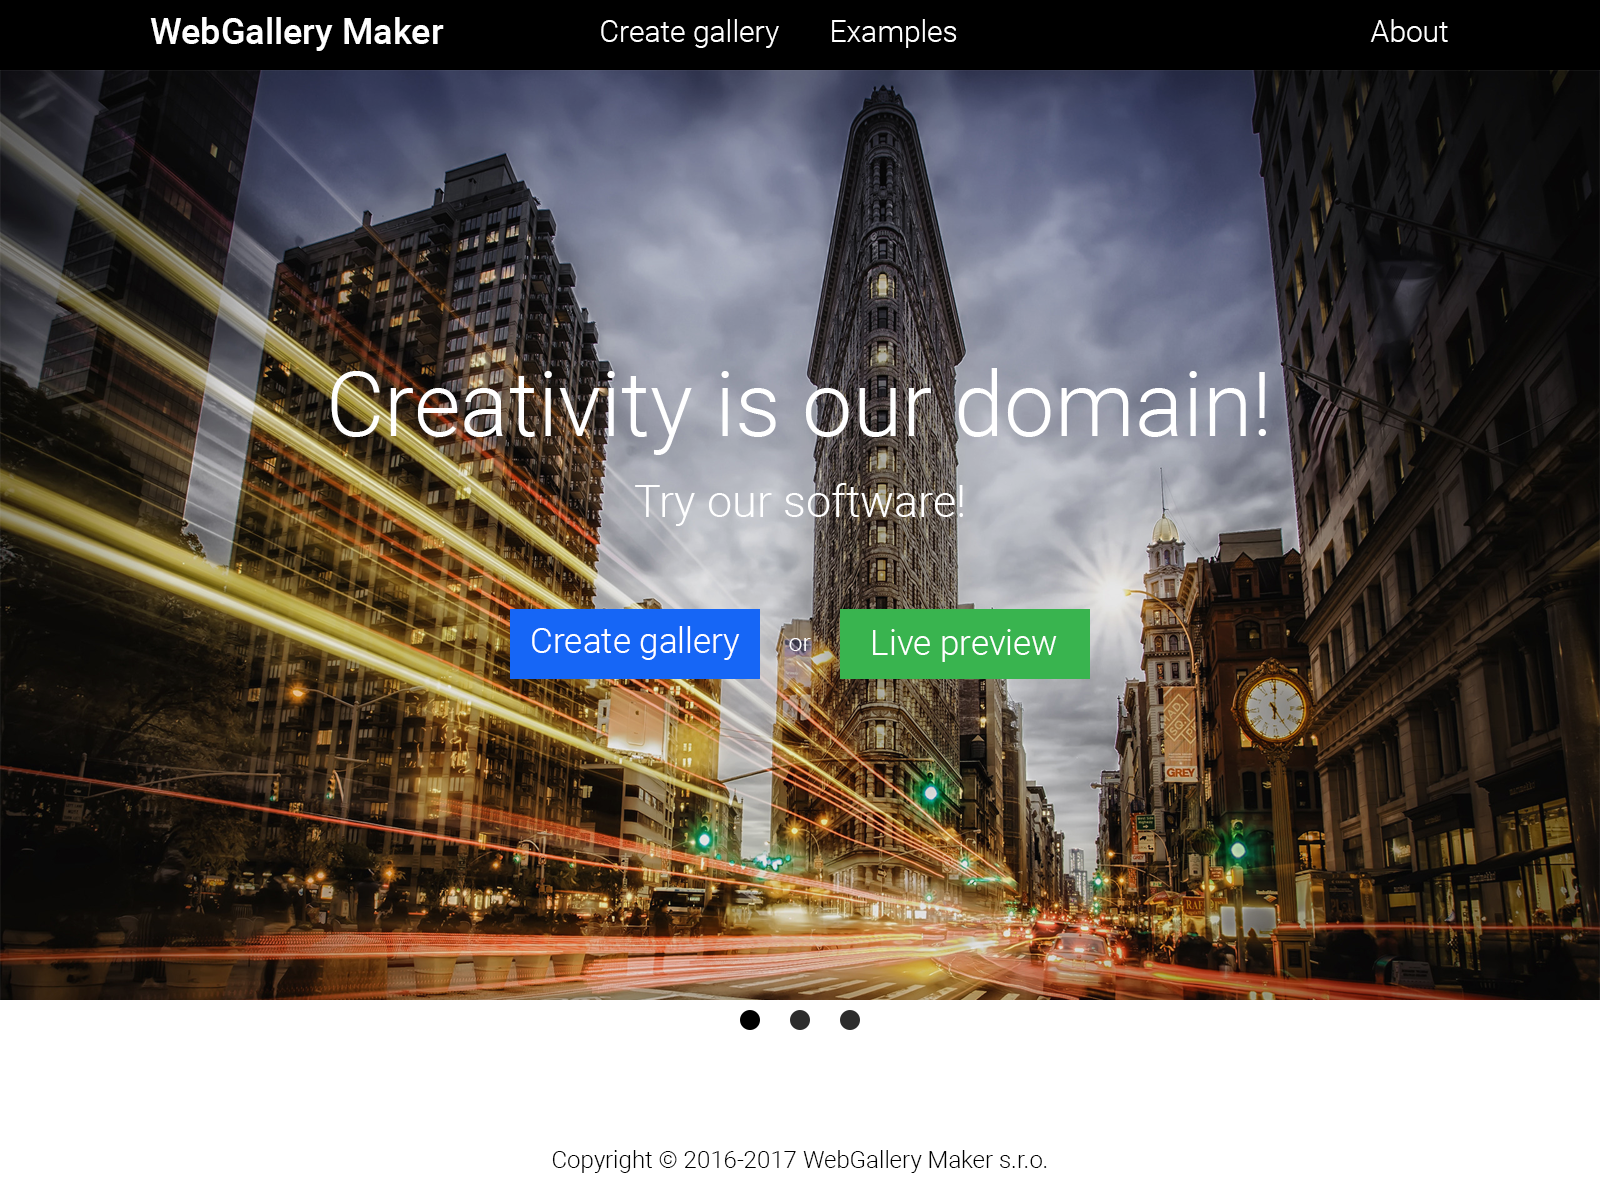 WebGallery Maker
Create gallery
Examples
About
Creativity is our domain!
Try our software!
Create gallery
or
Live preview
GREY
Copyright © 2016-2017 WebGallery Maker s.r.o.